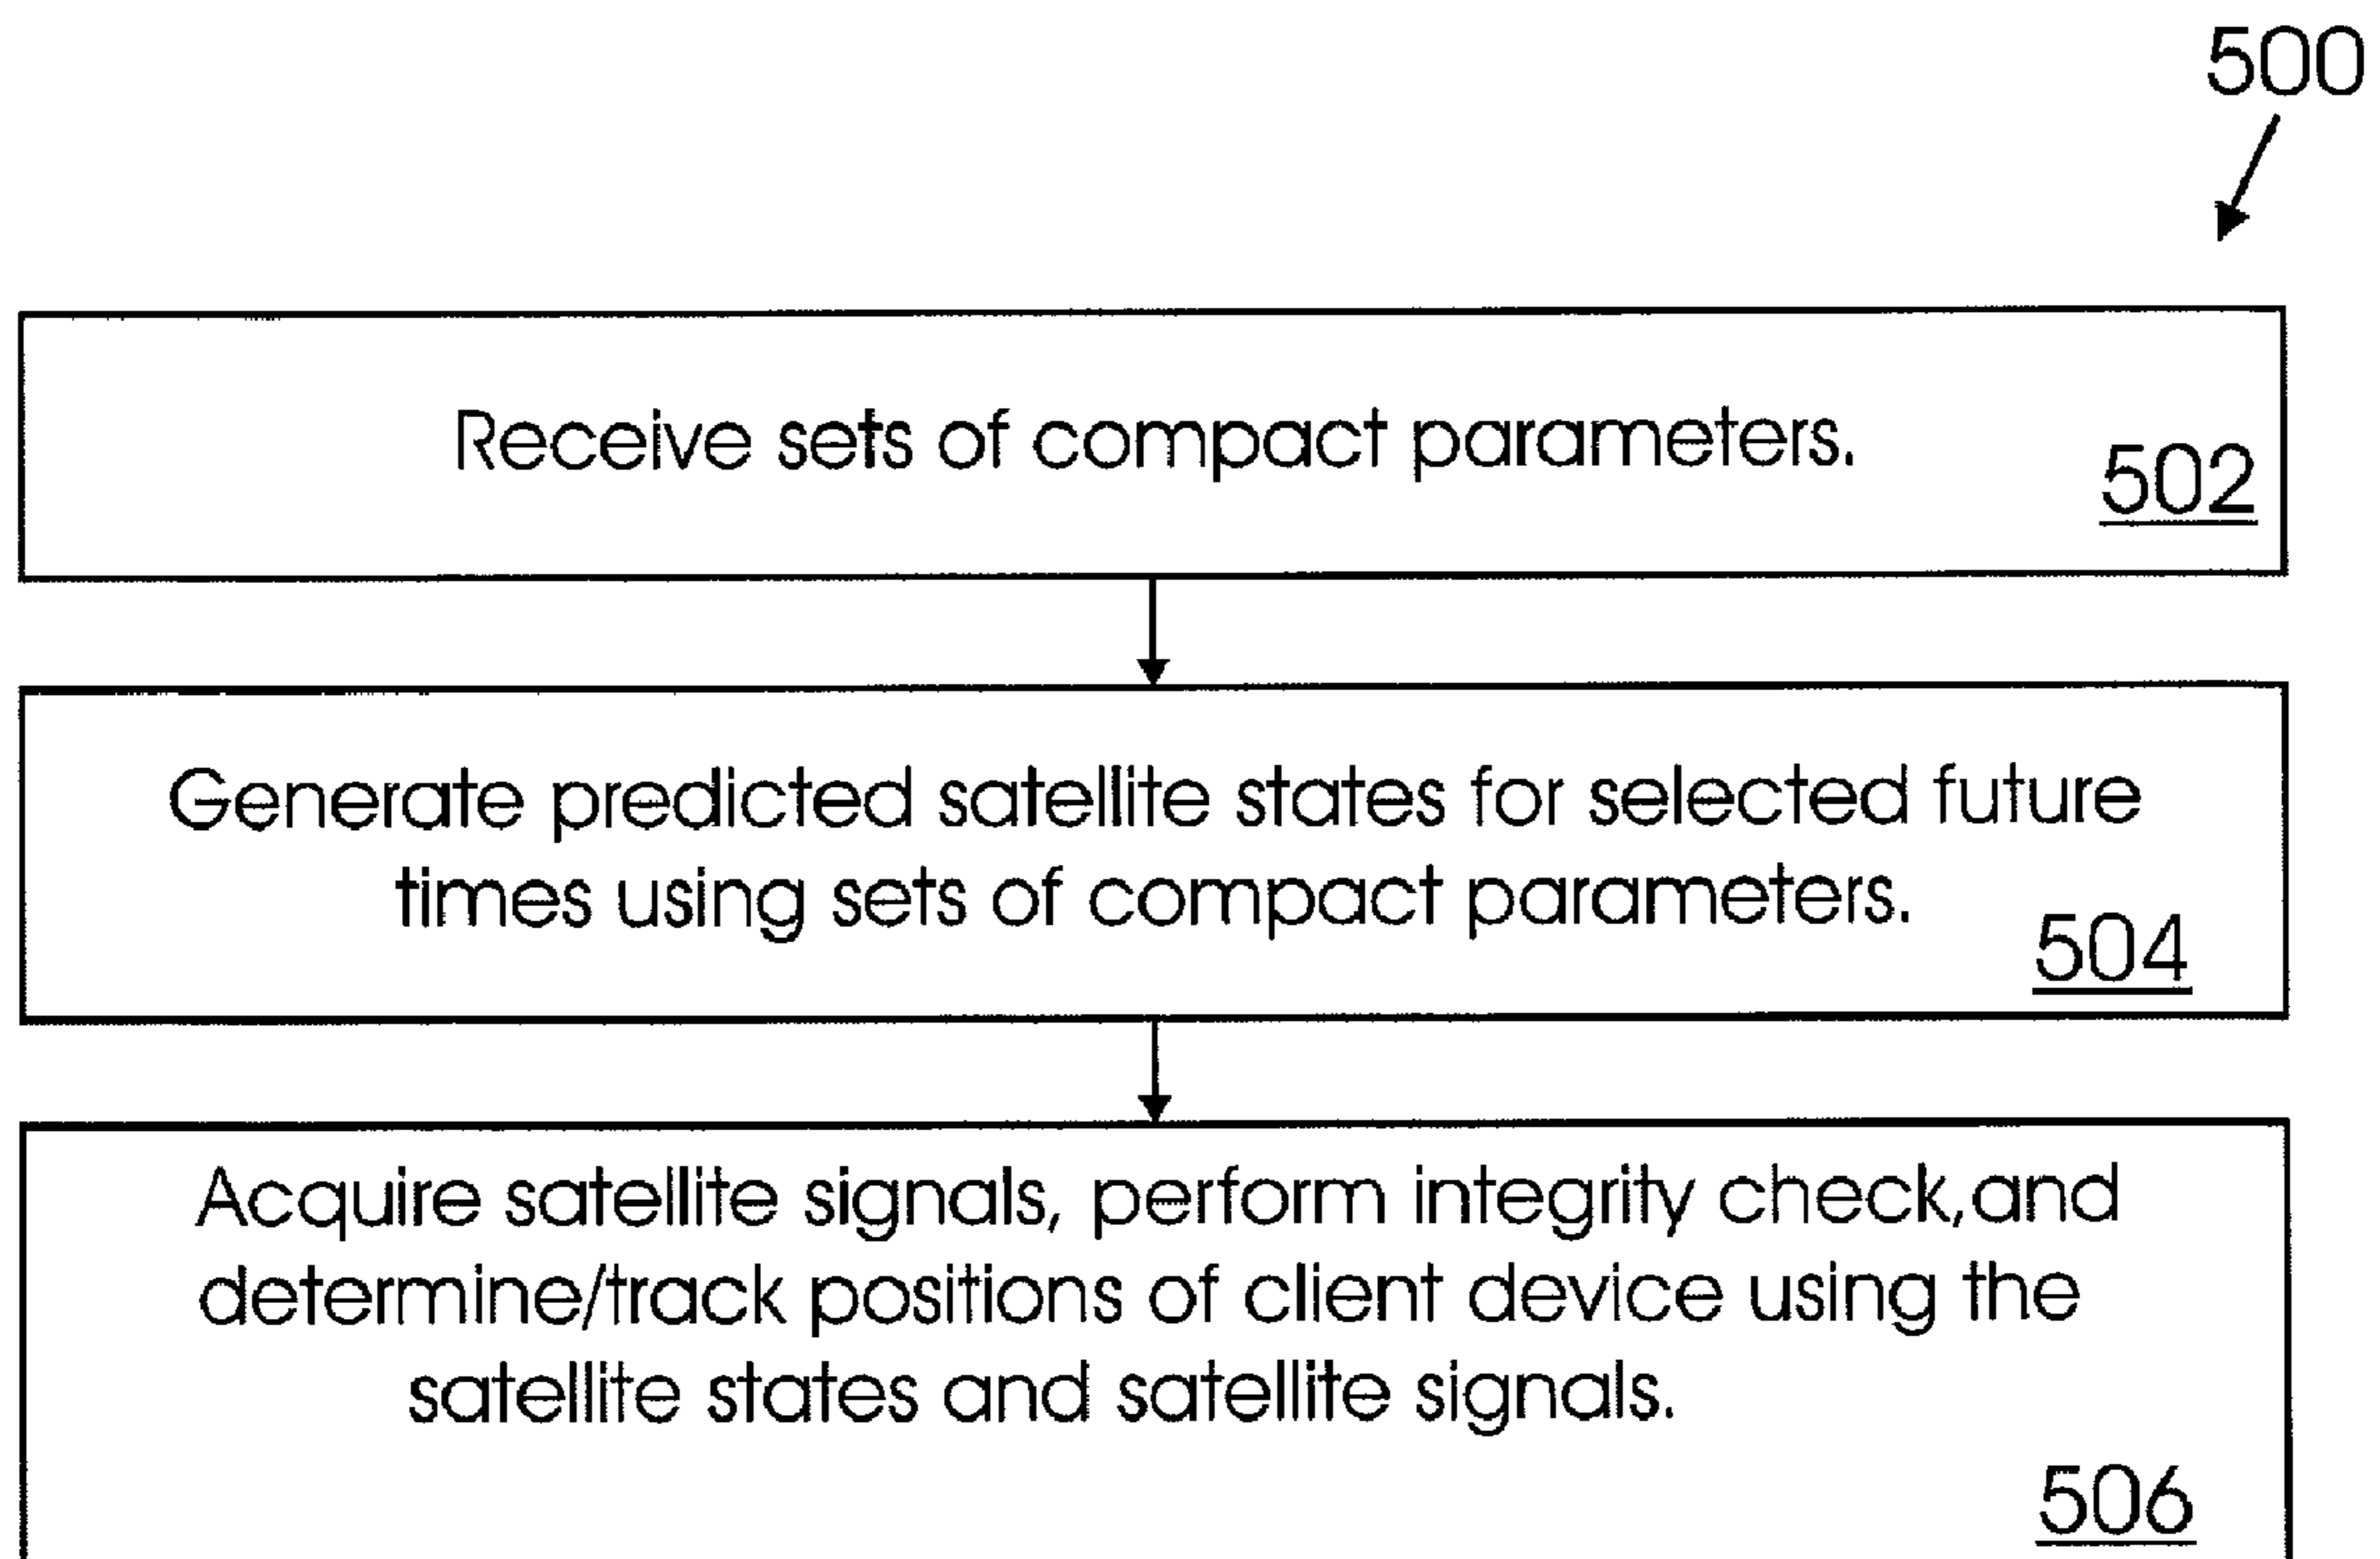 500
Receive sets of compact parameters.
502
Generate predicted satellite states for selected future
times using sets of compact parameters.
504
Acquire satellite signals, perform integrity check,and
determine/track positions of client device using the
satellite states and satellite signals.
506